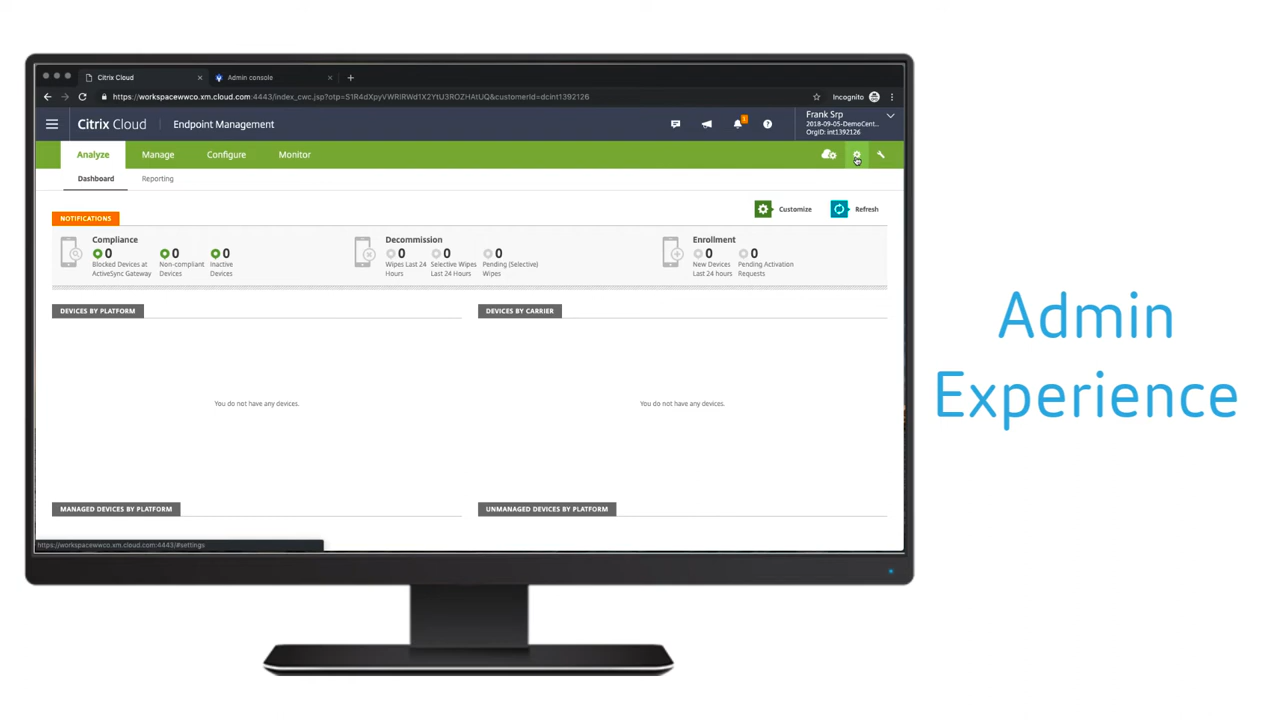 Citrix Cloud
Admin console
https://workspacewwco.xm.cloud.com:4443/index_cwc.jsp?otp=S1R4dXpyVWRIRWd1X2YtU3ROZHAtUQ&customerId=dcint1392126
Incognito
Citrix Cloud
Endpoint Management
1
Frank Srp
2018-09-05-DemoCent...
OrgID: int1392126
Analyze
Manage
Configure
Monitor
Dashboard
Reporting
Customize
Refresh
NOTIFICATIONS
Compliance
0
Blocked Devices at
ActiveSync Gateway
0
Non-compliant
Devices
0
Inactive
Devices
Decommission
0
Wipes Last 24
Hours
0
Selective Wipes
Last 24 Hours
0
Pending (Selective)
Wipes
Enrollment
0
New Devices
Last 24 hours
0
Pending Activation
Requests
DEVICES BY PLATFORM
You do not have any devices.
DEVICES BY CARRIER
You do not have any devices.
MANAGED DEVICES BY PLATFORM
UNMANAGED DEVICES BY PLATFORM
https://workspacewwco.xm.cloud.com:4443/#settings
Admin
Experience